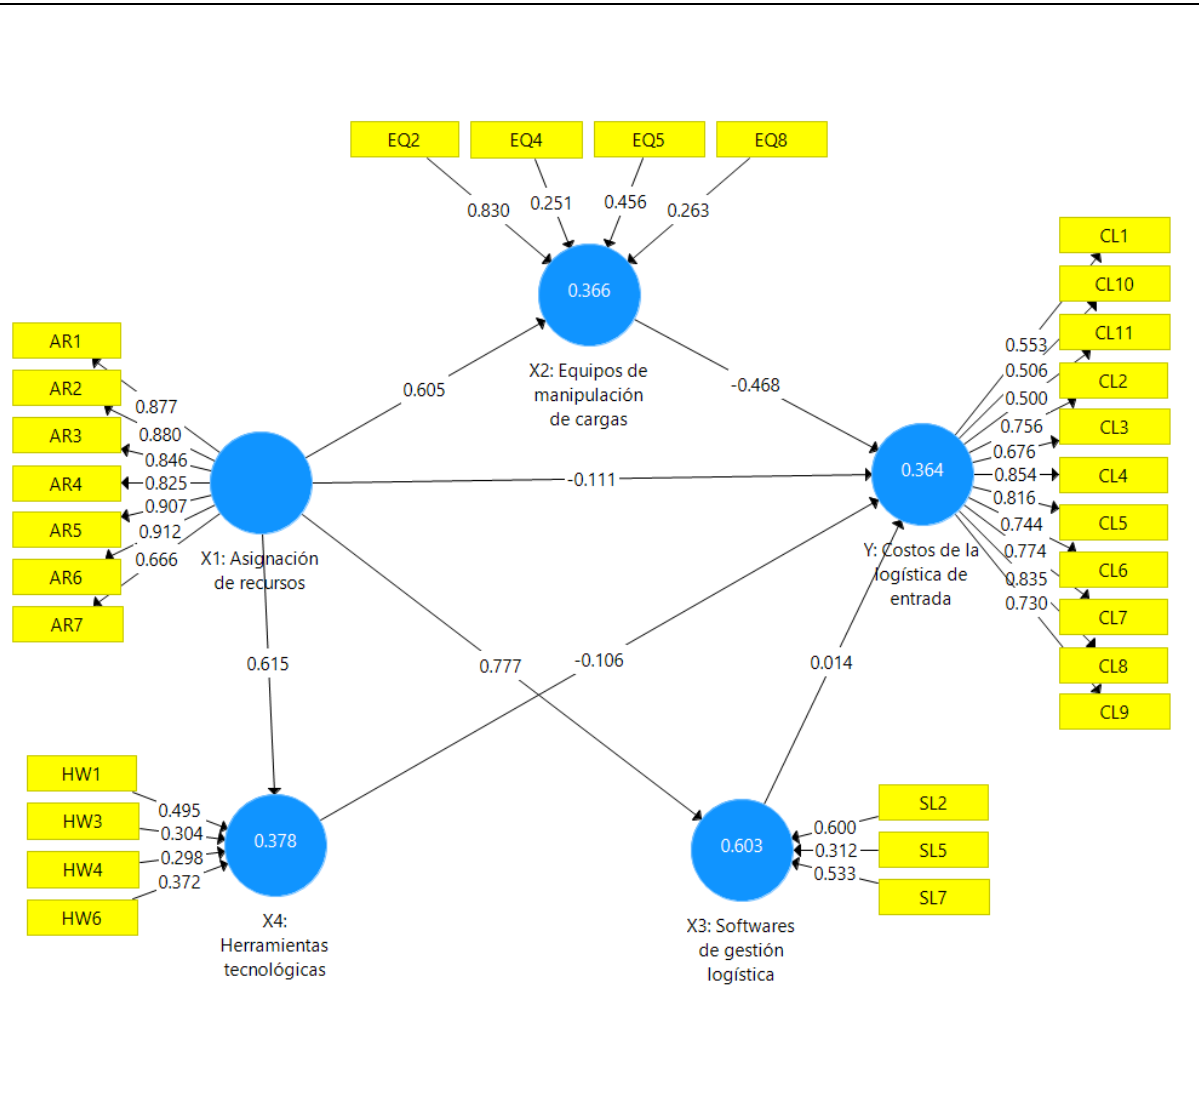 EQ2
EQ4
EQ5
EQ8
0.830
0.251
0.456
0.263
0.366
X2: Equipos de
manipulación
de cargas
AR1
AR2
AR3
AR4
AR5
AR6
AR7
0.877
0.880
0.846
0.825
0.907
0.912
0.666
X1: Asignación
de recursos
0.605
-0.468
-0.111
0.615
0.777
-0.106
0.014
0.364
Y: Costos de la
logística de
entrada
0.553
0.506
0.500
0.756
0.676
0.854
0.816
0.744
0.774
0.835
0.730
CL1
CL10
CL11
CL2
CL3
CL4
CL5
CL6
CL7
CL8
CL9
HW1
HW3
HW4
HW6
0.495
0.304
0.298
0.372
0.378
X4:
Herramientas
tecnológicas
0.603
X3: Softwares
de gestión
logística
0.600
0.312
0.533
SL2
SL5
SL7